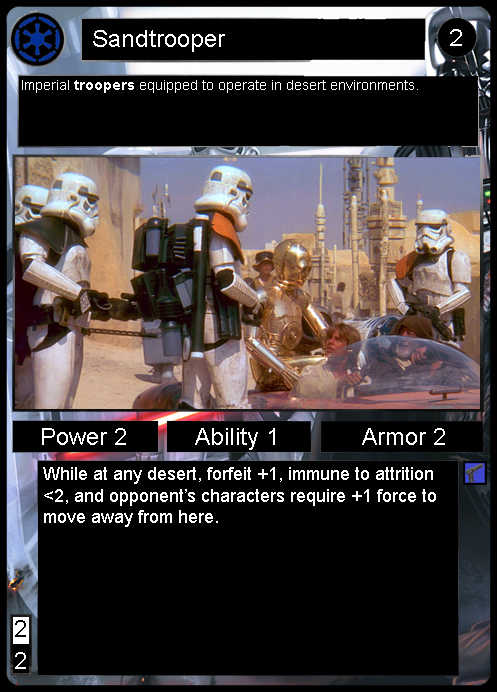 Sandtrooper
2
Imperial troopers equipped to operate in desert environments.
Power 2
Ability 1
Armor 2
While at any desert, forfeit +1, immune to attrition
<2, and opponent's characters require +1 force to
move away from here.
2
2